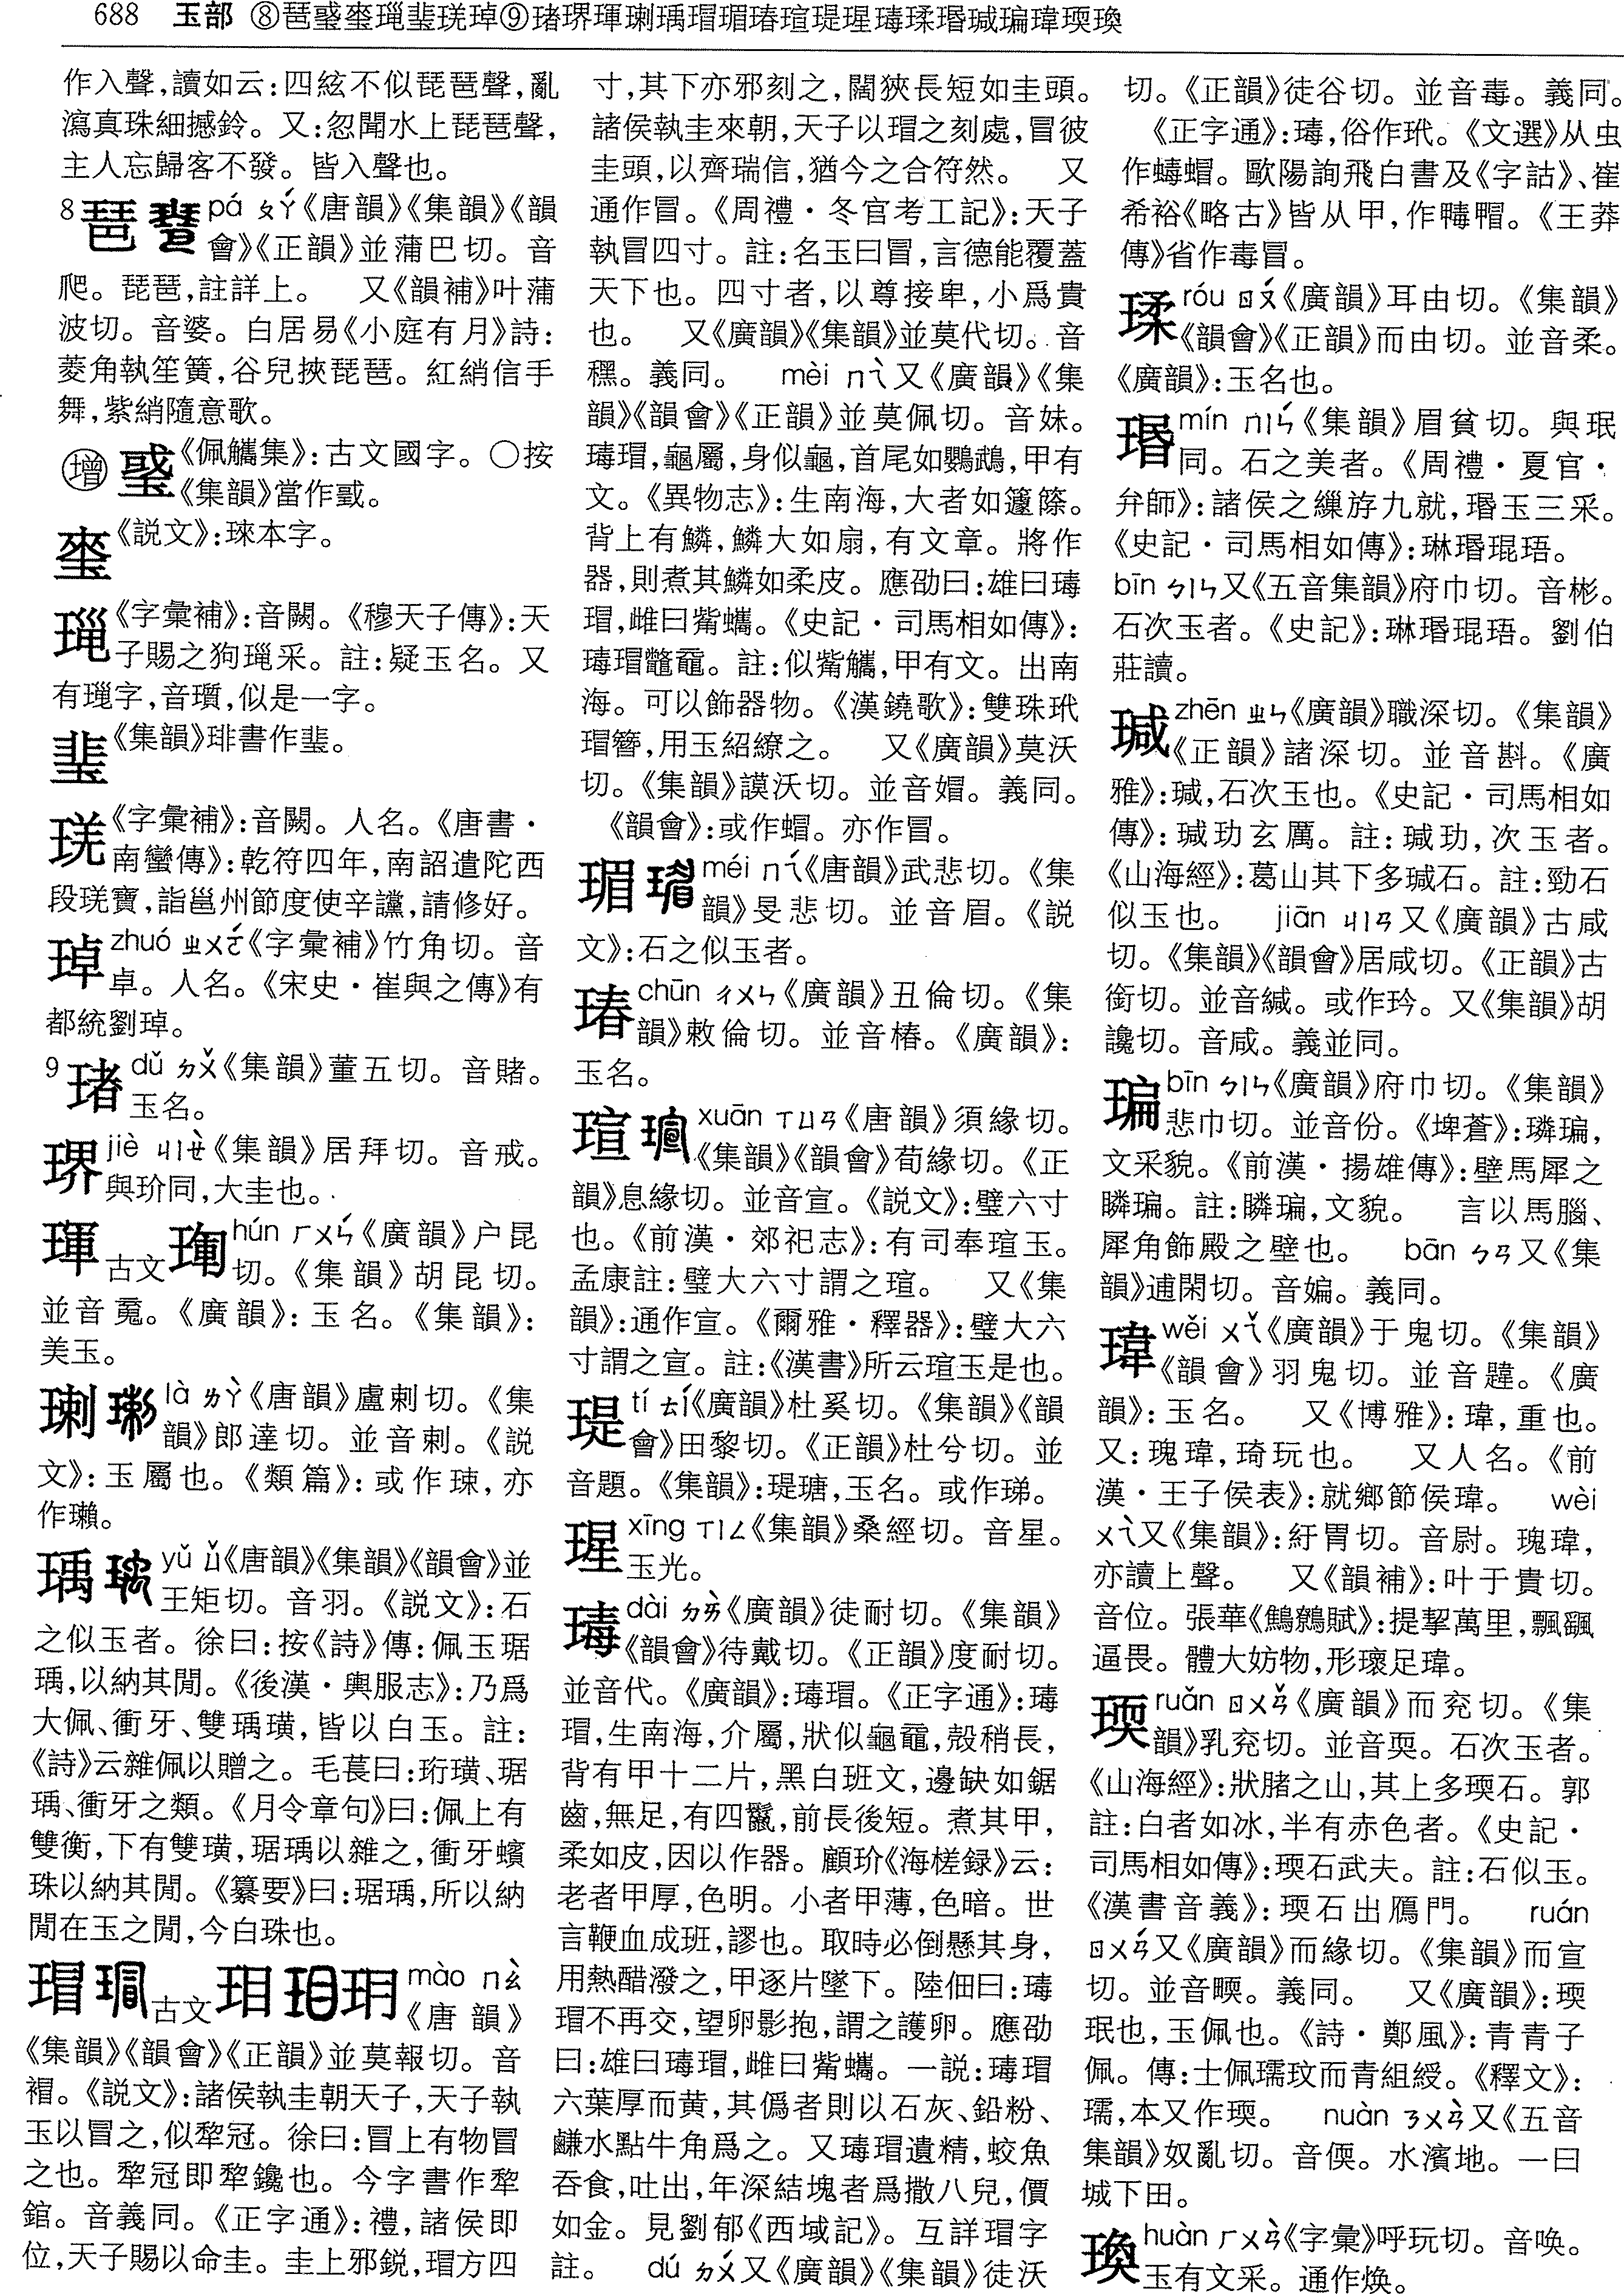 688 玉部 ⑧琶⑨瑎琾琿瑚瑀瑁瑂瑃瑄瑅瑆瑇瑈瑉瑊瑞瑋瑌瑍
作入聲,讀如云:四絃不似琵琶聲,亂
瀉真珠細撼鈴。又:忽聞水上琵琶聲,
主人忘歸客不發。皆入聲也。
8琶 pá ㄆㄚˊ《唐韻》《集韻》《韻
會》《正韻》並蒲巴切。音
爬。琵琶,註詳上。 又《韻補》叶蒲
波切。音婆。白居易《小庭有月》詩:
菱角執笙簧,谷兒抹琵琶。紅綃信手
舞,紫綃隨意歌。
增 《佩觿集》:古文國字。〇按
《集韻》當作戜。
《説文》:琜本字。
《字彙補》:音闕。《穆天子傳》:天
子賜之狗璅采。註:疑玉名。又
有字,音瓆,似是一字。
《集韻》琲書作。
《字彙補》:音闕。人名。《唐書·
南蠻傳》:乾符四年,南詔遣陀西
段寶,詣邕州節度使辛讜,請修好。
琸 zhuó ㄓㄨㄛˊ《字彙補》竹角切。音
卓。人名。《宋史·崔與之傳》有
都統劉琸。
9 dǔ ㄉㄨˇ《集韻》董五切。音賭。
玉名。
琾 jiè ㄐㄧㄝˋ《集韻》居拜切。音戒。
與玠同,大圭也。
琿 古文 hún ㄏㄨㄣˊ《廣韻》户昆
切。《集韻》胡昆切。
並音䰟。《廣韻》:玉名。《集韻》:
美玉。
瑓 là ㄌㄚˋ《唐韻》盧剌切。《集
韻》郎達切。並音剌。《説
文》:玉屬也。《類篇》:或作㻋,亦
作瓎。
瑀 yǔ ㄩˇ《唐韻》《集韻》《韻會》並
王矩切。音羽。《説文》:石
之似玉者。徐曰:按《詩》傳:佩玉琚
瑀,以納其閒。《後漢·輿服志》:乃爲
大佩、衝牙、雙瑀璜,皆以白玉。註:
《詩》云雜佩以贈之。毛萇曰:珩璜、琚
瑀、衝牙之類。《月令章句》曰:佩上有
雙衡,下有雙璜,琚瑀以雜之,衝牙蠙
珠以納其閒。《纂要》曰:琚瑀,所以納
閒在玉之閒,今白珠也。
瑁 古文 mào ㄇㄠˋ
《唐韻》
《集韻》《韻會》《正韻》並莫報切。音
帽。《説文》:諸侯執圭朝天子,天子執
玉以冒之,似犂冠。徐曰:冒上有物冒
之也。犂冠即犂鑱也。今字書作犂
錧。音義同。《正字通》:禮,諸侯即
位,天子賜以命圭。圭上邪鋭,瑁方四
寸,其下亦邪刻之,闊狹長短如圭頭。
諸侯執圭來朝,天子以瑁之刻處,冒彼
圭頭,以齊瑞信,猶今之合符然。 又
通作冒。《周禮·冬官考工記》:天子
執冒四寸。註:名玉曰冒,言德能覆蓋
天下也。四寸者,以尊接卑,小爲貴
也。 又《廣韻》《集韻》並莫代切。音
䆀。義同。 mèi ㄇㄟˋ又《廣韻》《集
韻》《韻會》《正韻》並莫佩切。音妹。
瑇瑁,龜屬,身似龜,首尾如鸚鵡,甲有
文。《異物志》:生南海,大者如籧篨。
背上有鱗,鱗大如扇,有文章。將作
器,則煮其鱗如柔皮。應劭曰:雄曰瑇
瑁,雌曰觜蠵。《史記·司馬相如傳》:
瑇瑁鼈黿。註:似觜觿,甲有文。出南
海。可以飾器物。《漢鐃歌》:雙珠玳
瑁簪,用玉紹繚之。 又《廣韻》莫沃
切。《集韻》謨沃切。並音媢。義同。
《韻會》:或作蝐。亦作冒。
瑂 méi ㄇㄟˊ《唐韻》武悲切。《集
韻》旻悲切。並音眉。《説
文》:石之似玉者。
瑃 chūn ㄔㄨㄣ《廣韻》丑倫切。《集
韻》敕倫切。並音椿。《廣韻》:
玉名。
瑄 xuān ㄒㄩㄢ《唐韻》須緣切。
《集韻》《韻會》荀緣切。《正
韻》息緣切。並音宣。《説文》:璧六寸
也。《前漢·郊祀志》:有司奉瑄玉。
孟康註:璧大六寸謂之瑄。 又《集
韻》:通作宣。《爾雅·釋器》:璧大六
寸謂之宣。註:《漢書》所云瑄玉是也。
瑅 tí ㄊㄧˊ《廣韻》杜奚切。《集韻》《韻
會》田黎切。《正韻》杜兮切。並
音題。《集韻》:瑅瑭,玉名。或作珶。
瑆 xīng ㄒㄧㄥ《集韻》桑經切。音星。
玉光。
瑇 dài ㄉㄞˋ《廣韻》徒耐切。《集韻》
《韻會》待戴切。《正韻》度耐切。
並音代。《廣韻》:瑇瑁。《正字通》:瑇
瑁,生南海,介屬,狀似龜黿,殼稍長,
背有甲十二片,黑白班文,邊缺如鋸
齒,無足,有四鬣,前長後短。煮其甲,
柔如皮,因以作器。顧玠《海槎録》云:
老者甲厚,色明。小者甲薄,色暗。世
言鞭血成班,謬也。取時必倒懸其身,
用熱醋潑之,甲逐片墜下。陸佃曰:瑇
瑁不再交,望卵影抱,謂之護卵。應劭
曰:雄曰瑇瑁,雌曰觜蠵。一説:瑇瑁
六葉厚而黄,其僞者則以石灰、鉛粉、
鹻水點牛角爲之。又瑇瑁遺精,蛟魚
吞食,吐出,年深結塊者爲撒八兒,價
如金。見劉郁《西域記》。互詳瑁字
註。 dú ㄉㄨˊ又《廣韻》《集韻》徒沃
切。《正韻》徒谷切。並音毒。義同。
《正字通》:瑇,俗作玳。《文選》从虫
作蝳蝐。歐陽詢飛白書及《字詁》、崔
希裕《略古》皆从甲,作。《王莽
傳》省作毒冒。
瑈 róu ㄖㄡˊ《廣韻》耳由切。《集韻》
《韻會》《正韻》而由切。並音柔。
《廣韻》:玉名也。
瑉 mín ㄇㄧㄣˊ《集韻》眉貧切。與珉
同。石之美者。《周禮·夏官·
弁師》:諸侯之繅斿九就,瑉玉三采。
《史記·司馬相如傳》:琳瑉琨珸。
bīn ㄅㄧㄣ又《五音集韻》府巾切。音彬。
石次玉者。《史記》:琳瑉琨珸。劉伯
莊讀。
瑊 zhēn ㄓㄣ《廣韻》職深切。《集韻》
《正韻》諸深切。並音斟。《廣
雅》:瑊,石次玉也。《史記·司馬相如
傳》:瑊玏玄厲。註:瑊玏,次玉者。
《山海經》:葛山其下多瑊石。註:勁石
似玉也。 jiān ㄐㄧㄢ又《廣韻》古咸
切。《集韻》《韻會》居咸切。《正韻》古
銜切。並音緘。或作玪。又《集韻》胡
讒切。音咸。義並同。
瑸 bīn ㄅㄧㄣ《廣韻》府巾切。《集韻》
悲巾切。並音份。《埤蒼》:璘㻞,
文采貌。《前漢·揚雄傳》:壁馬犀之
瞵㻞。註:瞵㻞,文貌。 言以馬腦、
犀角飾殿之壁也。 bān ㄅㄢ又《集
韻》逋閑切。音斒。義同。
瑋 wěi ㄨㄟˇ《廣韻》于鬼切。《集韻》
《韻會》羽鬼切。並音韙。《廣
韻》:玉名。 又《博雅》:瑋,重也。
又:瑰瑋,琦玩也。 又人名。《前
漢·王子侯表》:就鄉節侯瑋。 wèi
ㄨㄟˋ又《集韻》:紆胃切。音尉。瑰瑋,
亦讀上聲。 又《韻補》:叶于貴切。
音位。張華《鷦鷯賦》:提挈萬里,飄颻
逼畏。體大妨物,形瓌足瑋。
瑌 ruǎn ㄖㄨㄢˇ《廣韻》而兗切。《集
韻》乳兗切。並音耎。石次玉者。
《山海經》:狀腤之山,其上多瑌石。郭
註:白者如冰,半有赤色者。《史記·
司馬相如傳》:瑌石武夫。註:石似玉。
《漢書音義》:瑌石出鴈門。 ruán
ㄖㄨㄢˊ又《廣韻》而緣切。《集韻》而宣
切。並音㬉。義同。 又《廣韻》:瑌
珉也,玉佩也。《詩·鄭風》:青青子
佩。傳:士佩瓀玟而青組綬。《釋文》:
瓀,本又作瑌。 nuàn ㄋㄨㄢˋ又《五音
集韻》奴亂切。音偄。水濱地。一曰
城下田。
瑍 huàn ㄏㄨㄢˋ《字彙》呼玩切。音唤。
玉有文采。通作焕。